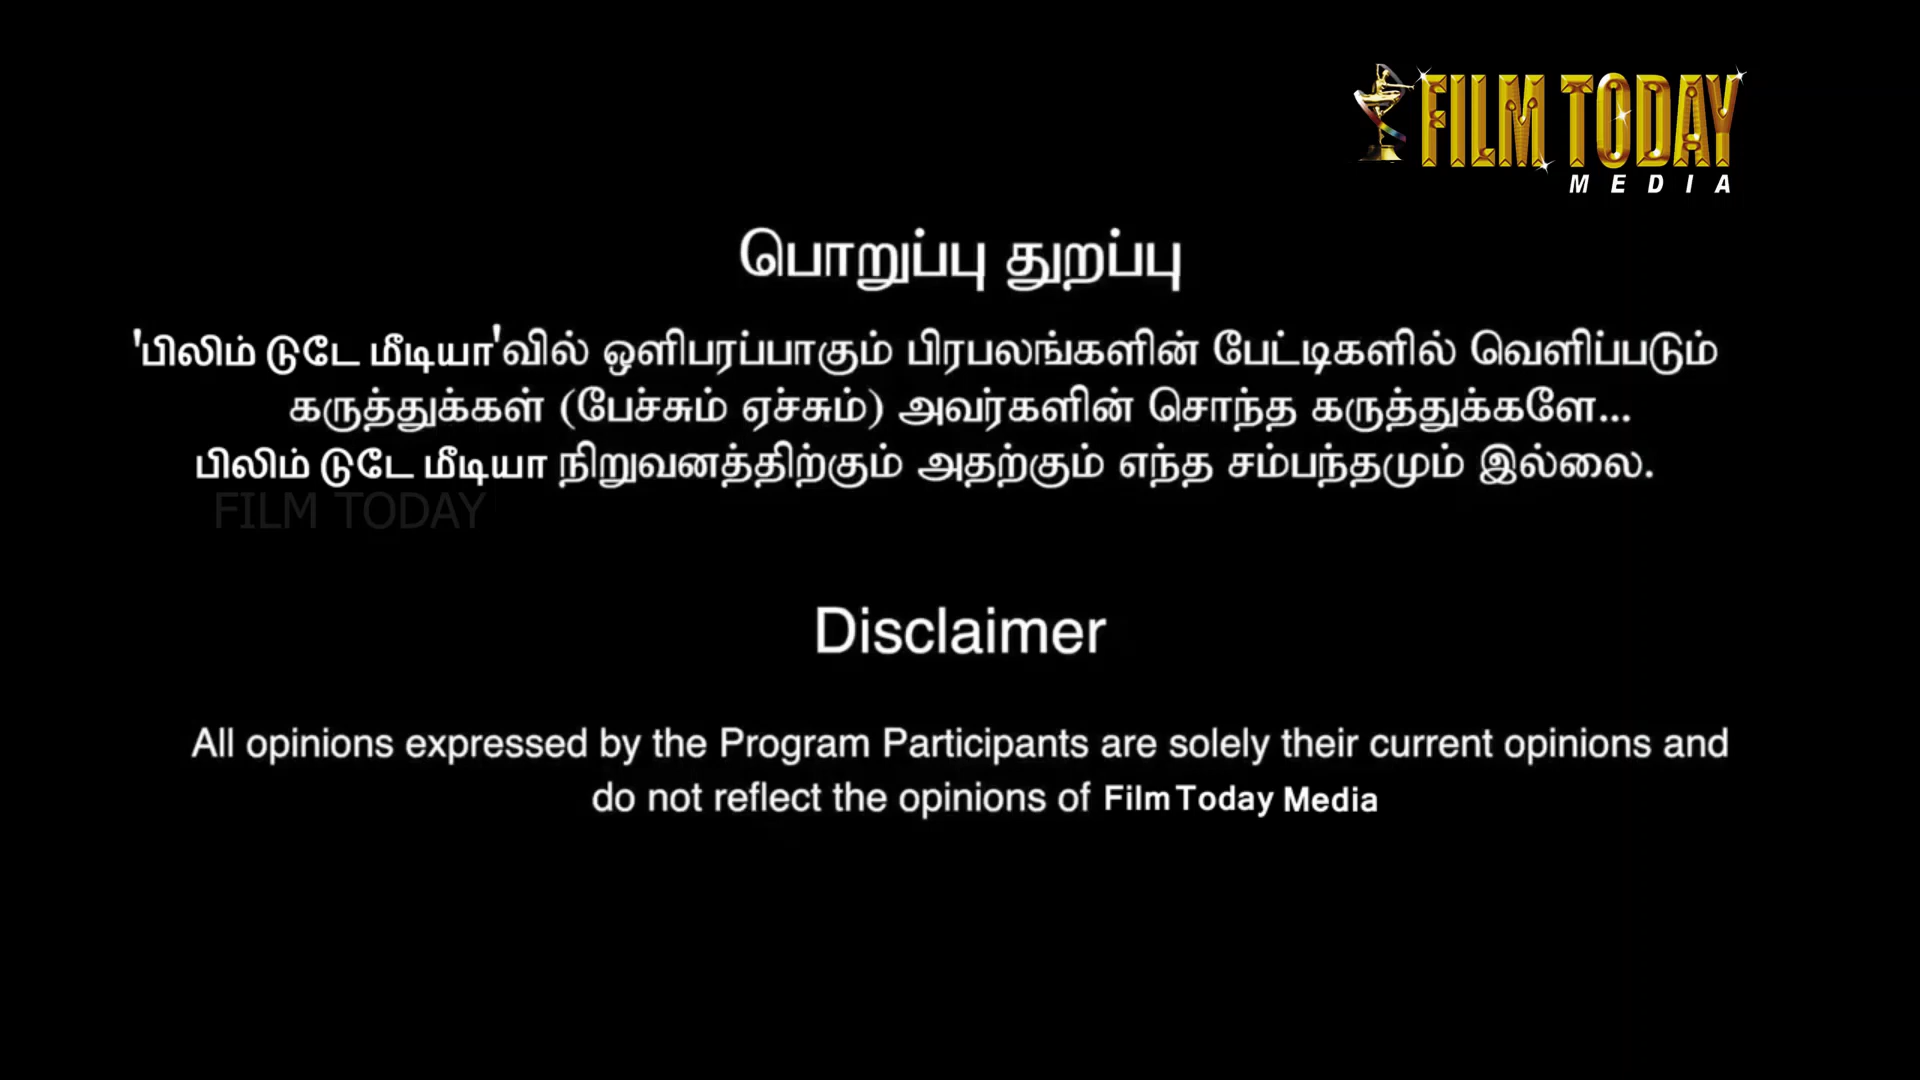 FILM TODAY
MEDIA
பொறுப்பு துறப்பு
'பிலிம் டுடே மீடியா'வில் ஒளிபரப்பாகும் பிரபலங்களின் பேட்டிகளில் வெளிப்படும்
கருத்துக்கள் (பேச்சும் ஏச்சும்) அவர்களின் சொந்த கருத்துக்களே...
பிலிம் டுடே மீடியா நிறுவனத்திற்கும் அதற்கும் எந்த சம்பந்தமும் இல்லை.
FILM TODAY
Disclaimer
All opinions expressed by the Program Participants are solely their current opinions and
do not reflect the opinions of Film Today Media